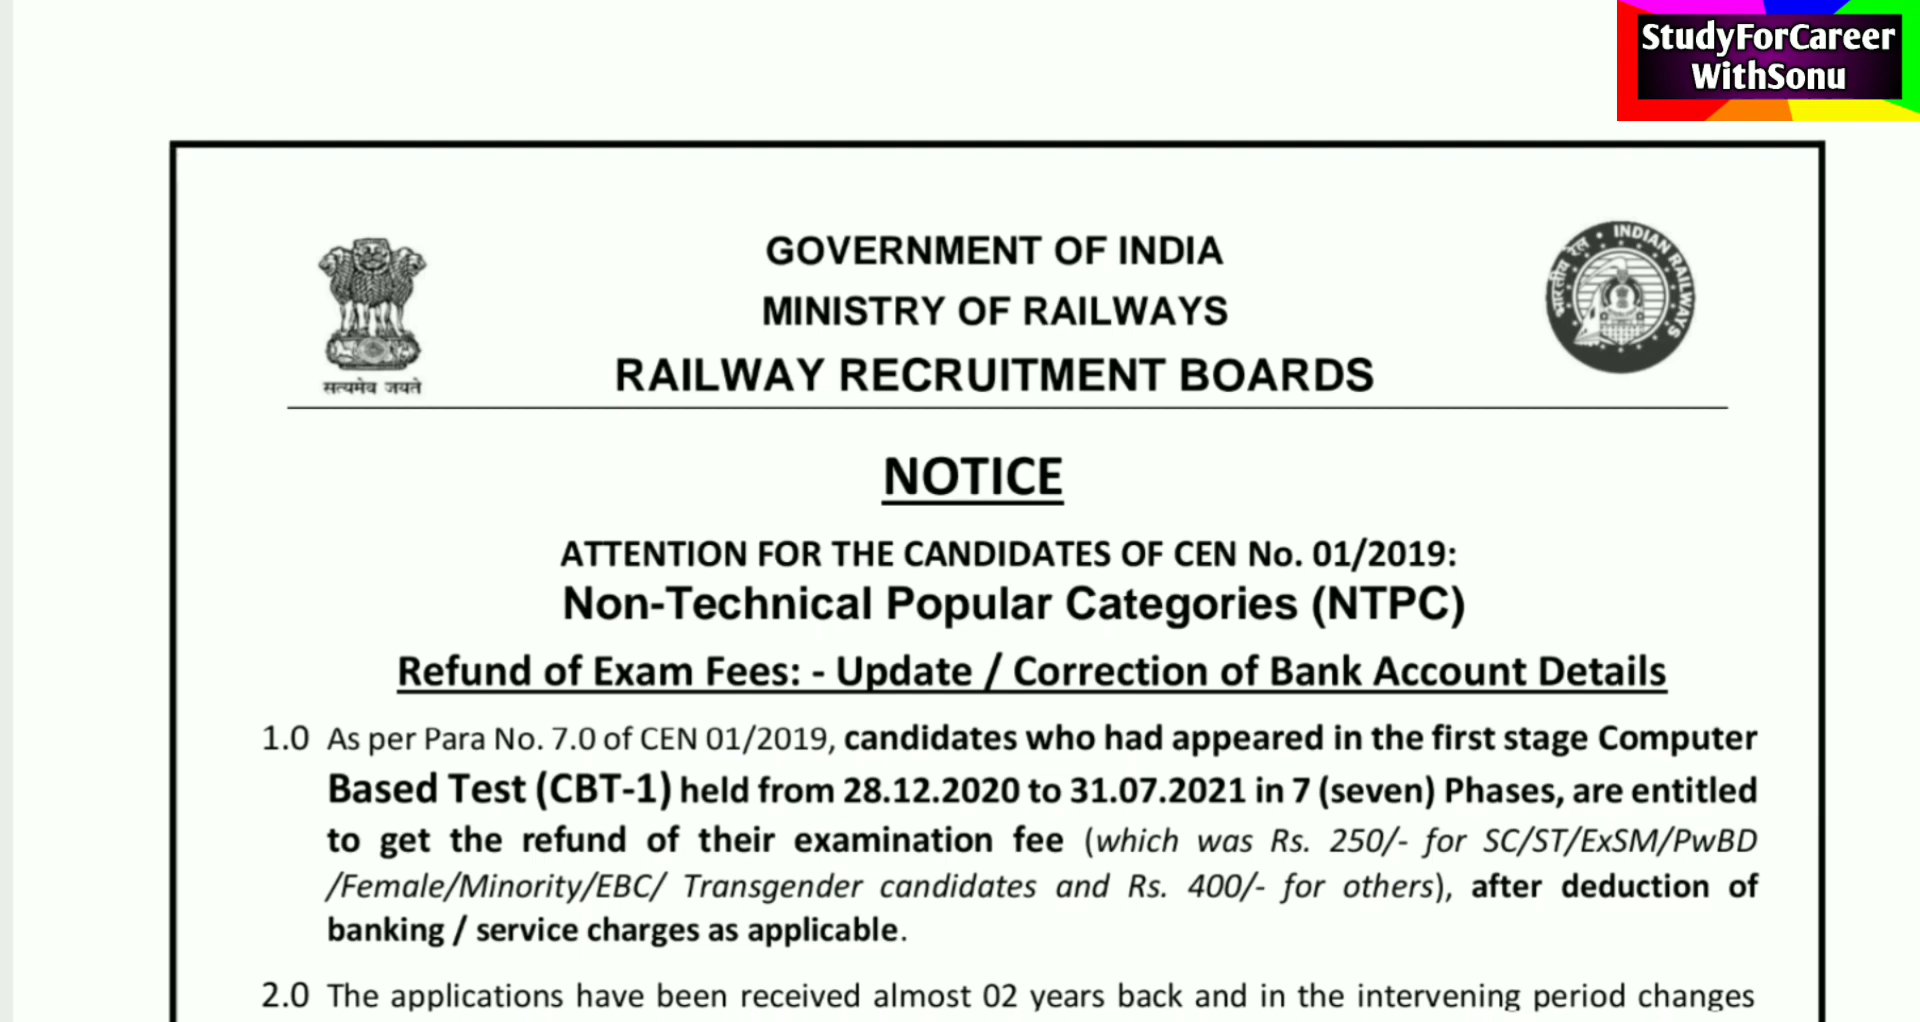 StudyForCareer
WithSonu
GOVERNMENT OF INDIA
MINISTRY OF RAILWAYS
RAILWAY RECRUITMENT BOARDS
सत्यमेव जयते
भारतीय रेल • INDIAN RAILWAYS
NOTICE
ATTENTION FOR THE CANDIDATES OF CEN No. 01/2019:
Non-Technical Popular Categories (NTPC)
Refund of Exam Fees: - Update / Correction of Bank Account Details
1.0 As per Para No. 7.0 of CEN 01/2019, candidates who had appeared in the first stage Computer
Based Test (CBT-1) held from 28.12.2020 to 31.07.2021 in 7 (seven) Phases, are entitled
to get the refund of their examination fee (which was Rs. 250/- for SC/ST/ExSM/PwBD
/Female/Minority/EBC/ Transgender candidates and Rs. 400/- for others), after deduction of
banking / service charges as applicable.
2.0 The applications have been received almost 02 years back and in the intervening period changes